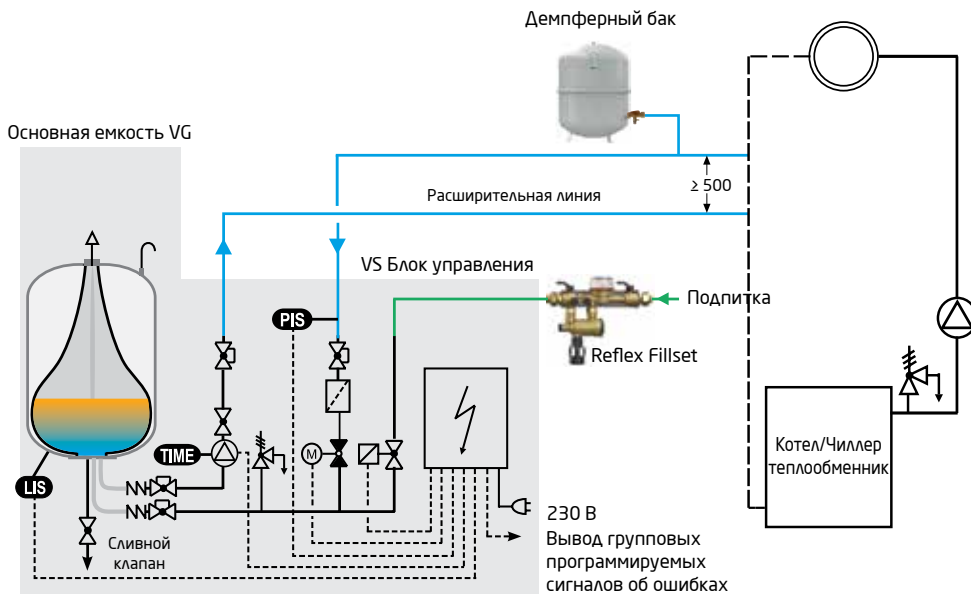 Демпферный бак
Основная емкость VG
≥ 500
Расширительная линия
VS Блок управления
Подпитка
PIS
Reflex Fillset
TIME
M
LIS
Котел/Чиллер
теплообменник
Сливной
клапан
230 В
Вывод групповых
программируемых
сигналов об ошибках